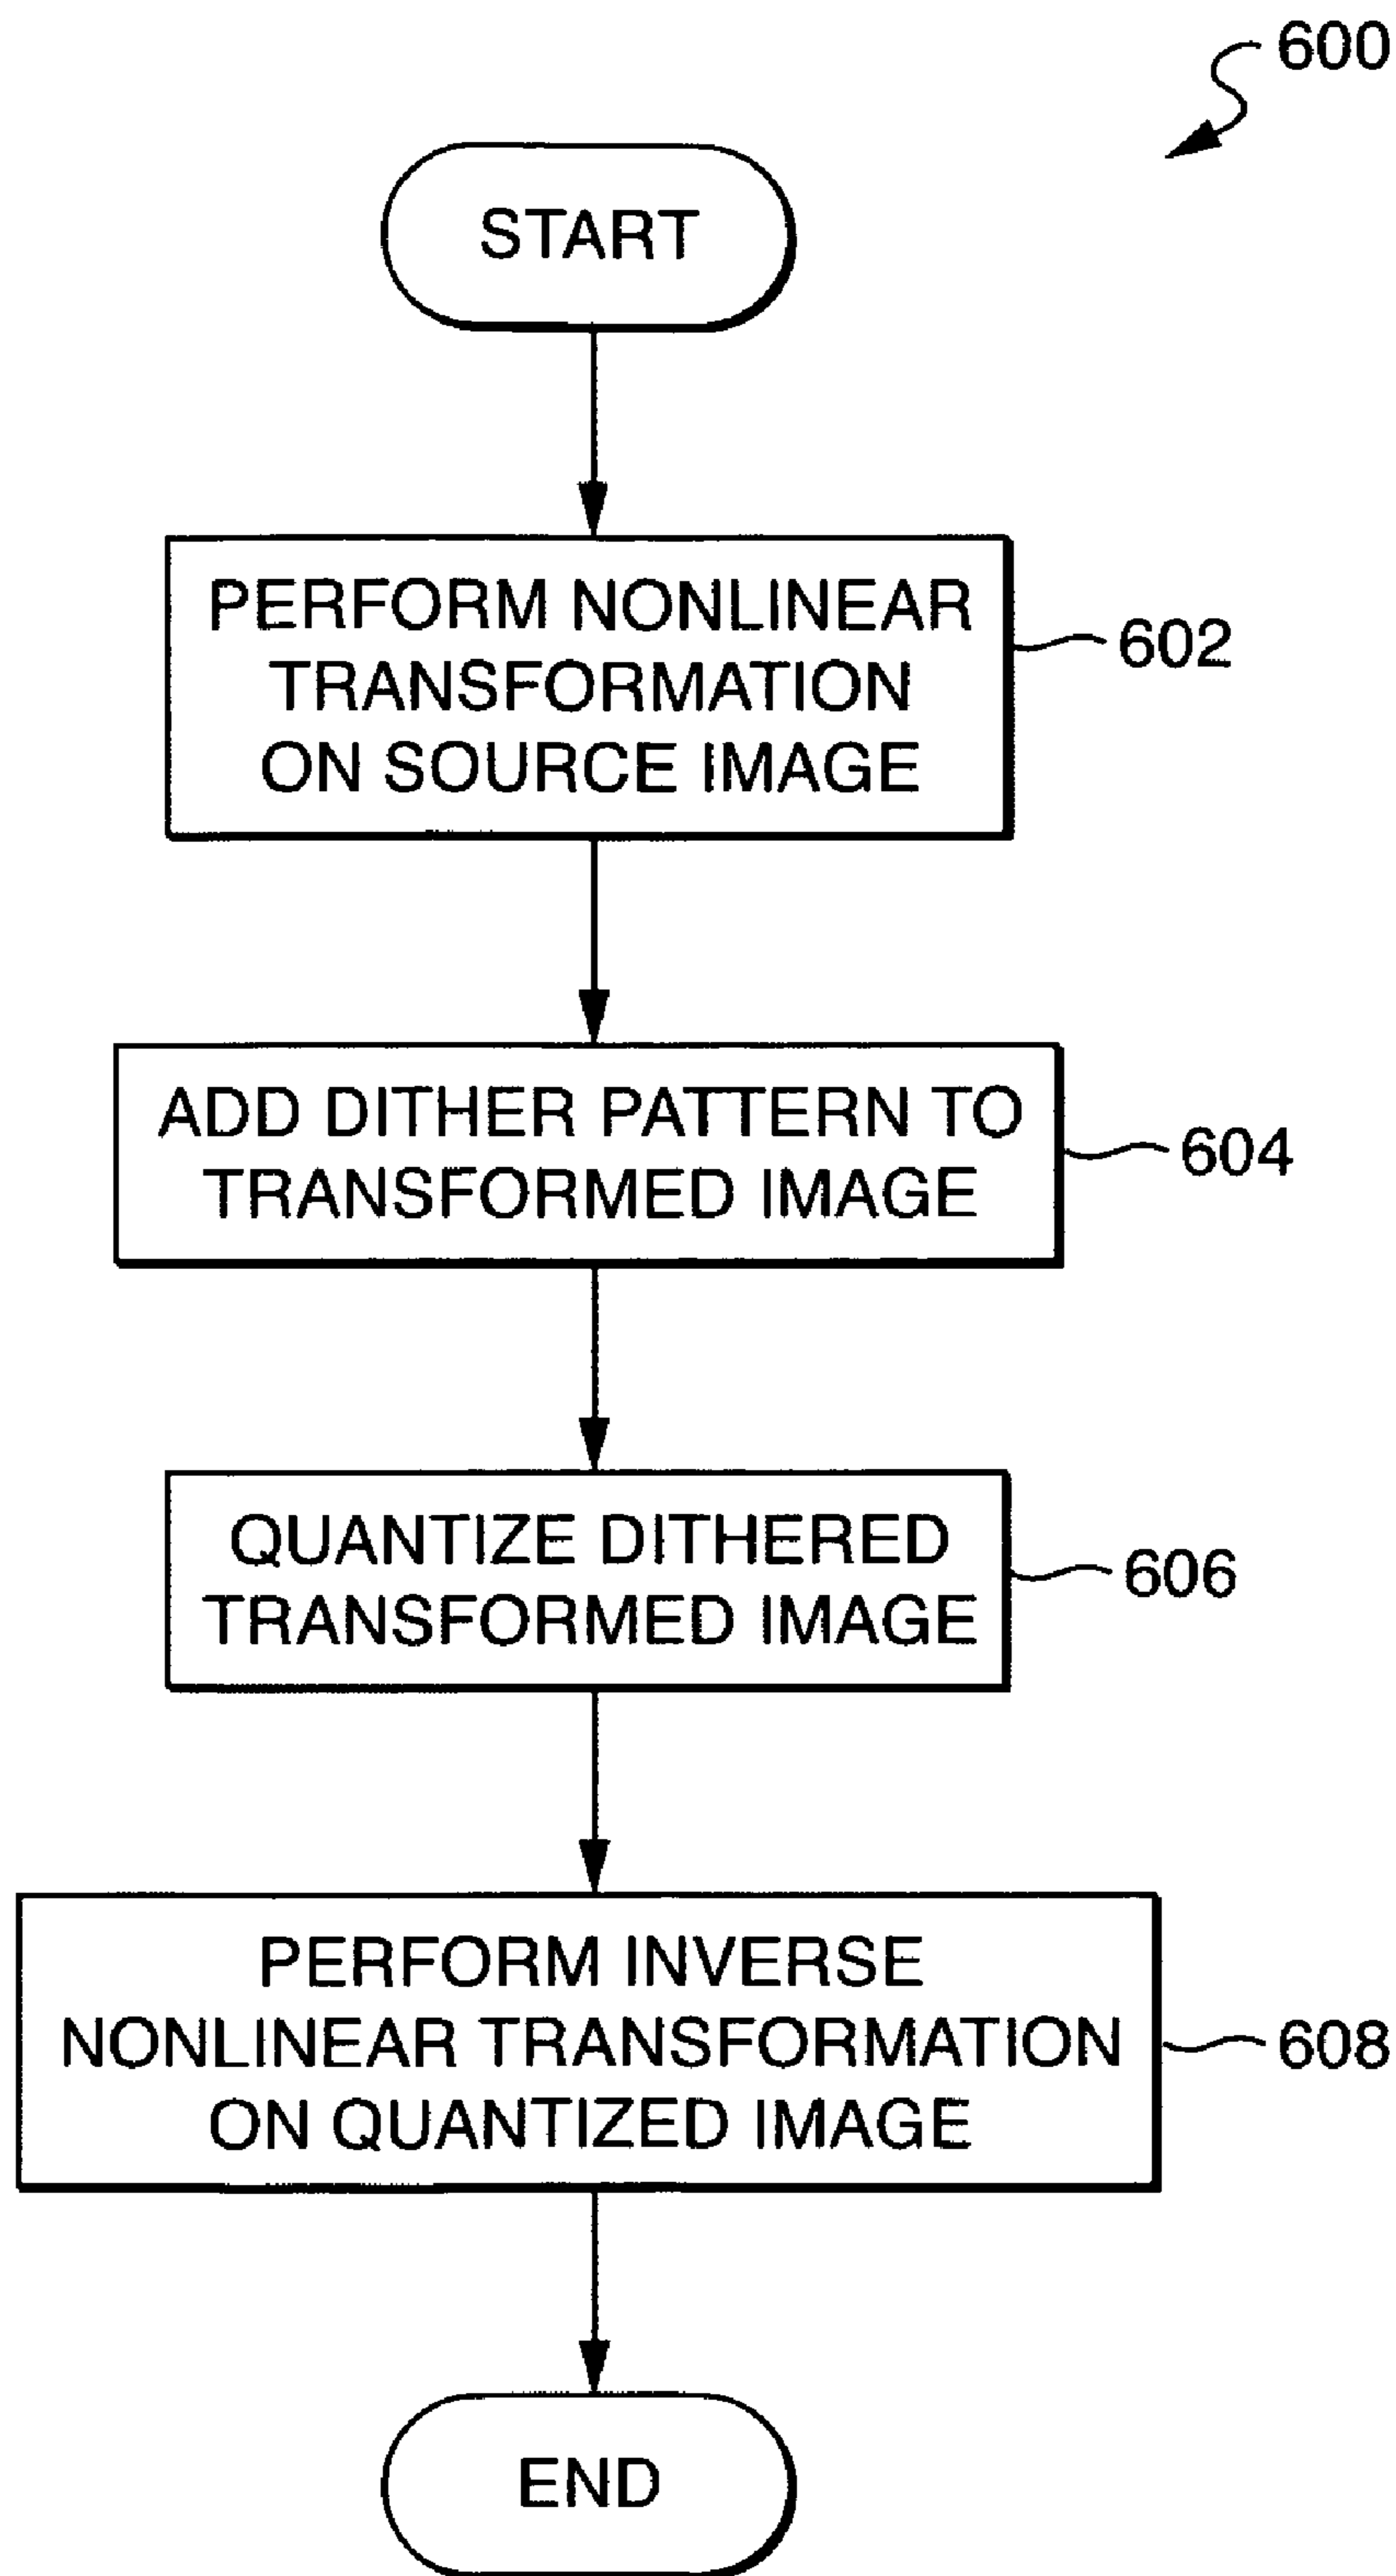 600
START
PERFORM NONLINEAR
TRANSFORMATION
ON SOURCE IMAGE
602
ADD DITHER PATTERN TO
TRANSFORMED IMAGE
604
QUANTIZE DITHERED
TRANSFORMED IMAGE
606
PERFORM INVERSE
NONLINEAR TRANSFORMATION
ON QUANTIZED IMAGE
608
END